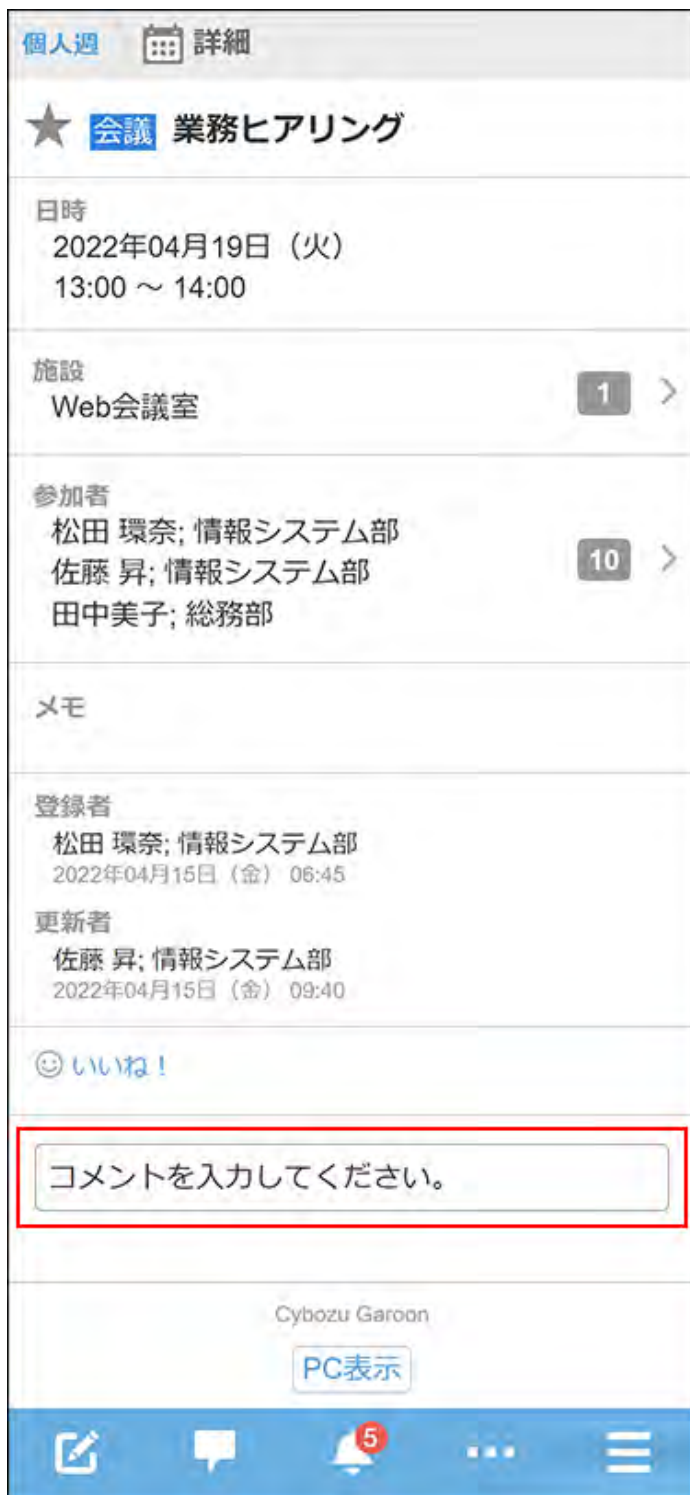 個人週 詳細
会議 業務ヒアリング
日時
2022年04月19日（火）
13:00 ～ 14:00
施設
Web会議室
1
参加者
松田 環奈; 情報システム部
佐藤 昇; 情報システム部
田中美子; 総務部
10
メモ
登録者
松田 環奈; 情報システム部
2022年04月15日（金） 06:45
更新者
佐藤 昇; 情報システム部
2022年04月15日（金） 09:40
いいね！
コメントを入力してください。
Cybozu Garoon
PC表示
5